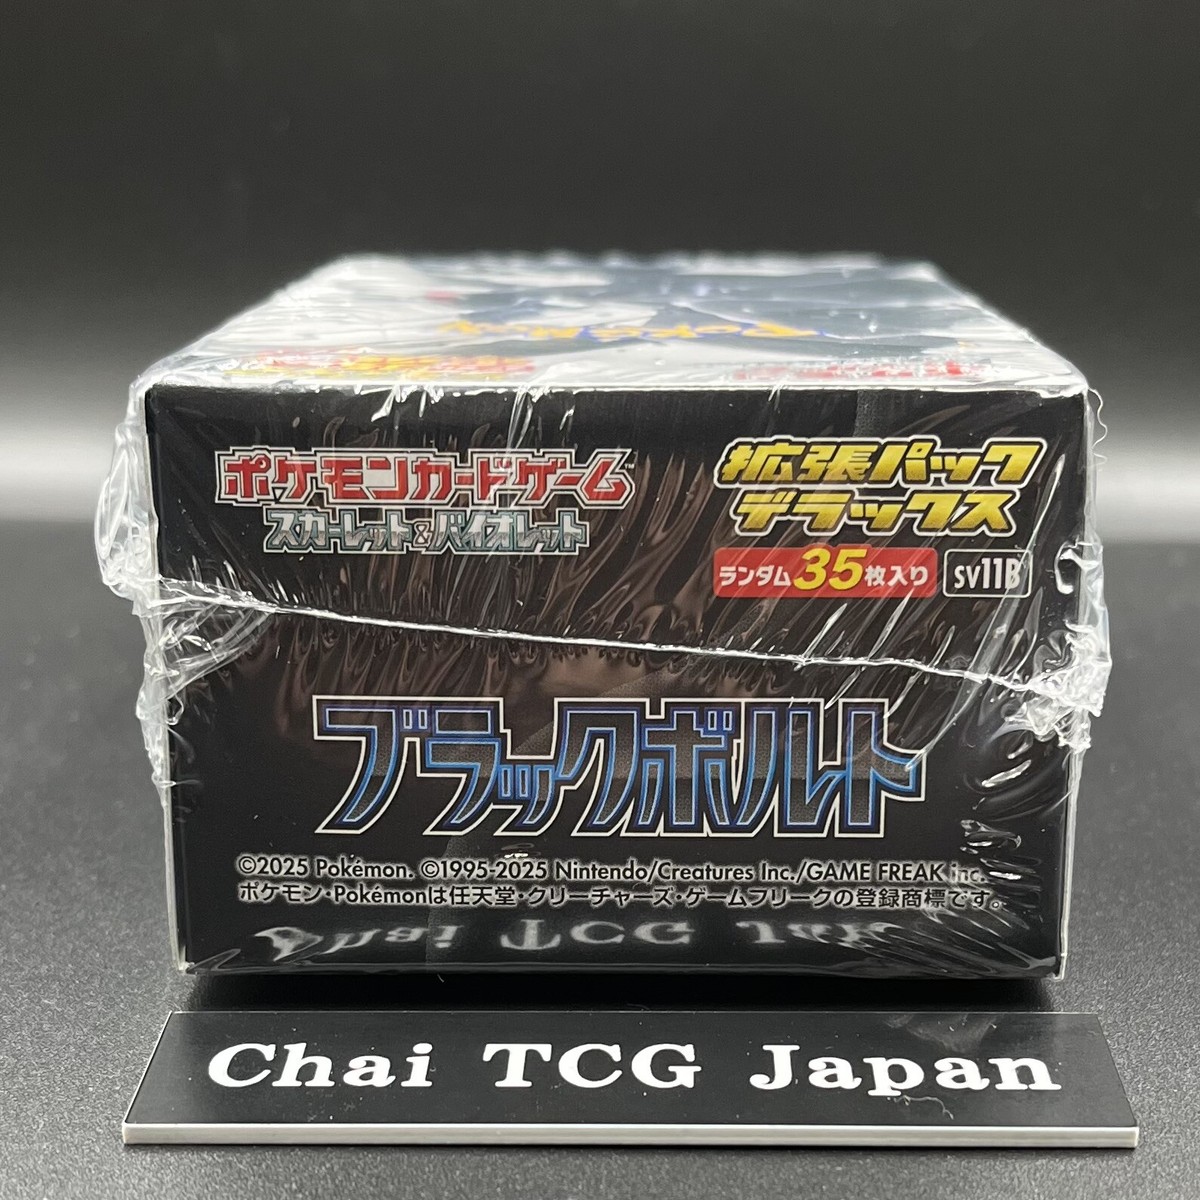 ポケモンカードゲーム™
スカーレット&バイオレット
拡張パック
デラックス
ランダム35枚入り
SV11B
ブラックボルト
©2025 Pokémon. ©1995-2025 Nintendo/Creatures Inc./GAME FREAK inc.
ポケモン・Pokémonは任天堂・クリーチャーズ・ゲームフリークの登録商標です。
Chai TCG Japan